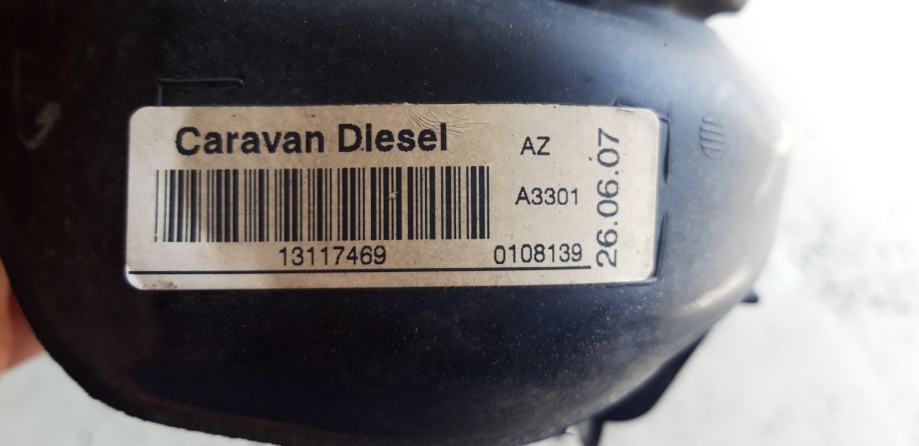 Caravan Diesel
AZ
A3301
13117469
0108139
26.06.07